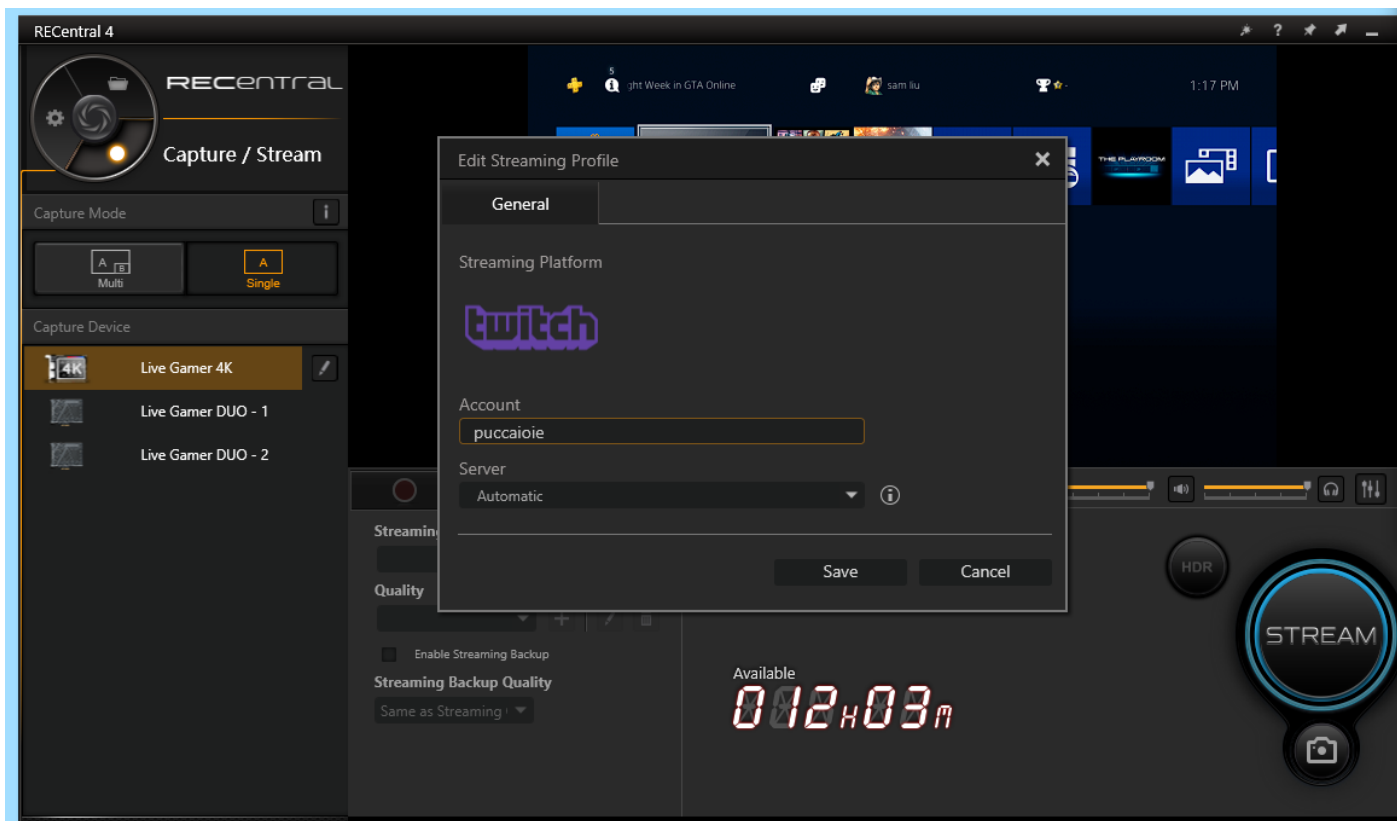 RECentral 4
?
RECentral
Capture / Stream
Capture Mode
i
A B
Multi
A
Single
Capture Device
4K
Live Gamer 4K
Live Gamer DUO - 1
Live Gamer DUO - 2
5
ght Week in GTA Online
sam liu
1:17 PM
THE PLAYROOM
Edit Streaming Profile
General
Streaming Platform
twitch
Account
puccaioie
Server
Automatic
Save
Cancel
Streamin
Quality
Enable Streaming Backup
Streaming Backup Quality
Same as Streaming
Available
012H03M
HDR
STREAM